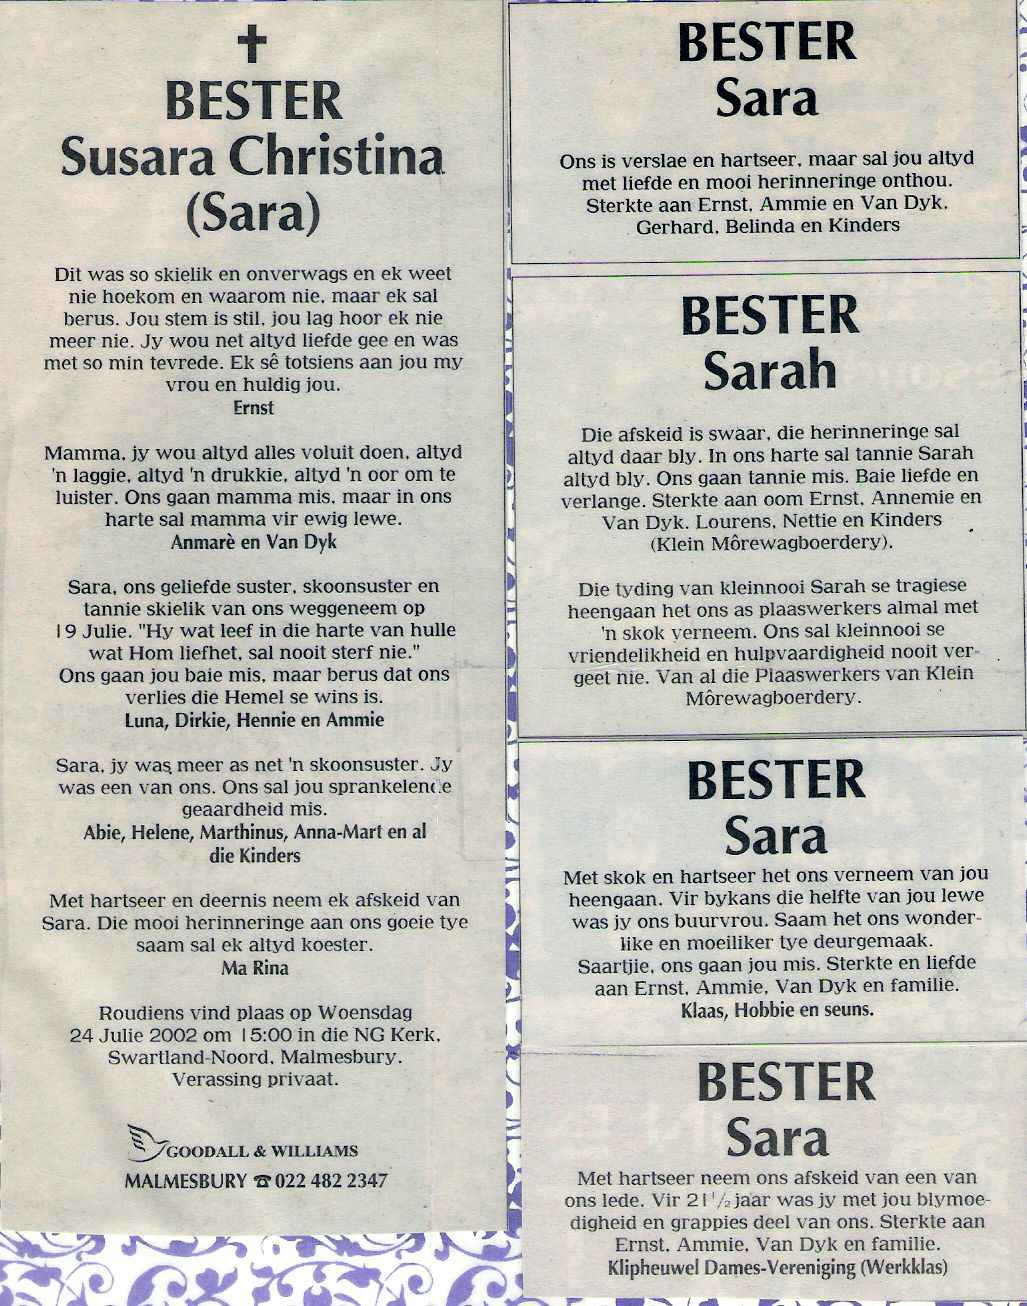 BESTER
Susara Christina
(Sara)
Dit was so skielik en onverwags en ek weet
nie hoekom en waarom nie, maar ek sal
berus. Jou stem is stil, jou lag hoor ek nie
meer nie. Jy wou net altyd liefde gee en was
met so min tevrede. Ek sê totsiens aan jou my
vrou en huldig jou.
Ernst
Mamma, jy wou altyd alles voluit doen, altyd
'n laggie, altyd 'n drukkie, altyd 'n oor om te
luister. Ons gaan mamma mis, maar in ons
harte sal mamma vir ewig lewe.
Anmarè en Van Dyk
Sara, ons geliefde suster, skoonsuster en
tannie skielik van ons weggeneem op
19 Julie. "Hy wat leef in die harte van hulle
wat Hom liefhet, sal nooit sterf nie."
Ons gaan jou baie mis, maar berus dat ons
verlies die Hemel se wins is.
Luna, Dirkie, Hennie en Ammie
Sara, jy was meer as net 'n skoonsuster. Jy
was een van ons. Ons sal jou sprankelende
geaardheid mis.
Abie, Helene, Marthinus, Anna-Mart en al
die Kinders
Met hartseer en deernis neem ek afskeid van
Sara. Die mooi herinneringe aan ons goeie tye
saam sal ek altyd koester.
Ma Rina
Roudiens vind plaas op Woensdag
24 Julie 2002 om 15:00 in die NG Kerk,
Swartland-Noord, Malmesbury.
Verassing privaat.
GOODALL & WILLIAMS
MALMESBURY ☎ 022 482 2347
BESTER
Sara
Ons is verslae en hartseer, maar sal jou altyd
met liefde en mooi herinneringe onthou.
Sterkte aan Ernst, Ammie en Van Dyk.
Gerhard, Belinda en Kinders
BESTER
Sarah
Die afskeid is swaar, die herinneringe sal
altyd daar bly. In ons harte sal tannie Sarah
altyd bly. Ons gaan tannie mis. Baie liefde en
verlange. Sterkte aan oom Ernst, Annemie en
Van Dyk. Lourens, Nettie en Kinders
(Klein Môrewagboerdery).
Die tyding van kleinnooi Sarah se tragiese
heengaan het ons as plaaswerkers almal met
'n skok verneem. Ons sal kleinnooi se
vriendelikheid en hulpvaardigheid nooit ver-
geet nie. Van al die Plaaswerkers van Klein
Môrewagboerdery.
BESTER
Sara
Met skok en hartseer het ons verneem van jou
heengaan. Vir bykans die helfte van jou lewe
was jy ons buurvrou. Saam het ons wonder-
like en moeiliker tye deurgemaak.
Saartjie, ons gaan jou mis. Sterkte en liefde
aan Ernst, Ammie, Van Dyk en familie.
Klaas, Hobbie en seuns.
BESTER
Sara
Met hartseer neem ons afskeid van een van
ons lede. Vir 21 1/2 jaar was jy met jou blymoe-
digheid en grappies deel van ons. Sterkte aan
Ernst, Ammie, Van Dyk en familie.
Klipheuwel Dames-Vereniging (Werkklas)